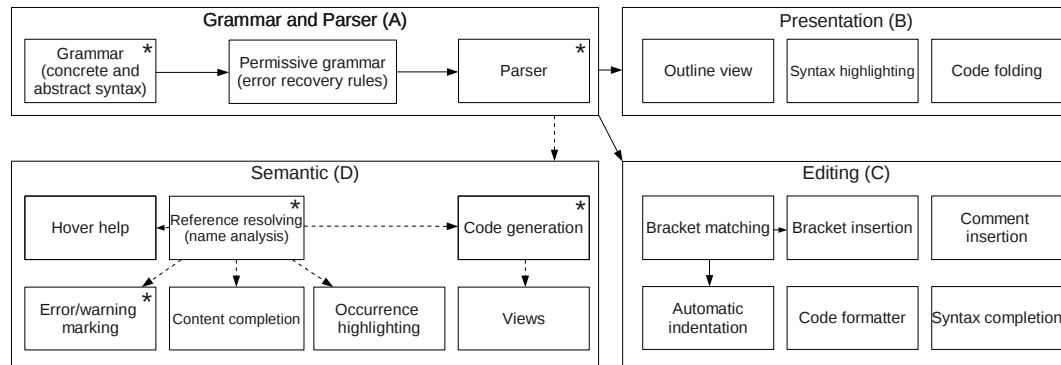 Grammar and Parser (A)
Grammar
(concrete and
abstract syntax)
*
Permissive grammar
(error recovery rules)
Parser
*
Presentation (B)
Outline view
Syntax highlighting
Code folding
Semantic (D)
Hover help
Reference resolving
(name analysis)
*
Code generation
*
Error/warning
marking
*
Content completion
Occurrence
highlighting
Views
Editing (C)
Bracket matching
Bracket insertion
Comment
insertion
Automatic
indentation
Code formatter
Syntax completion